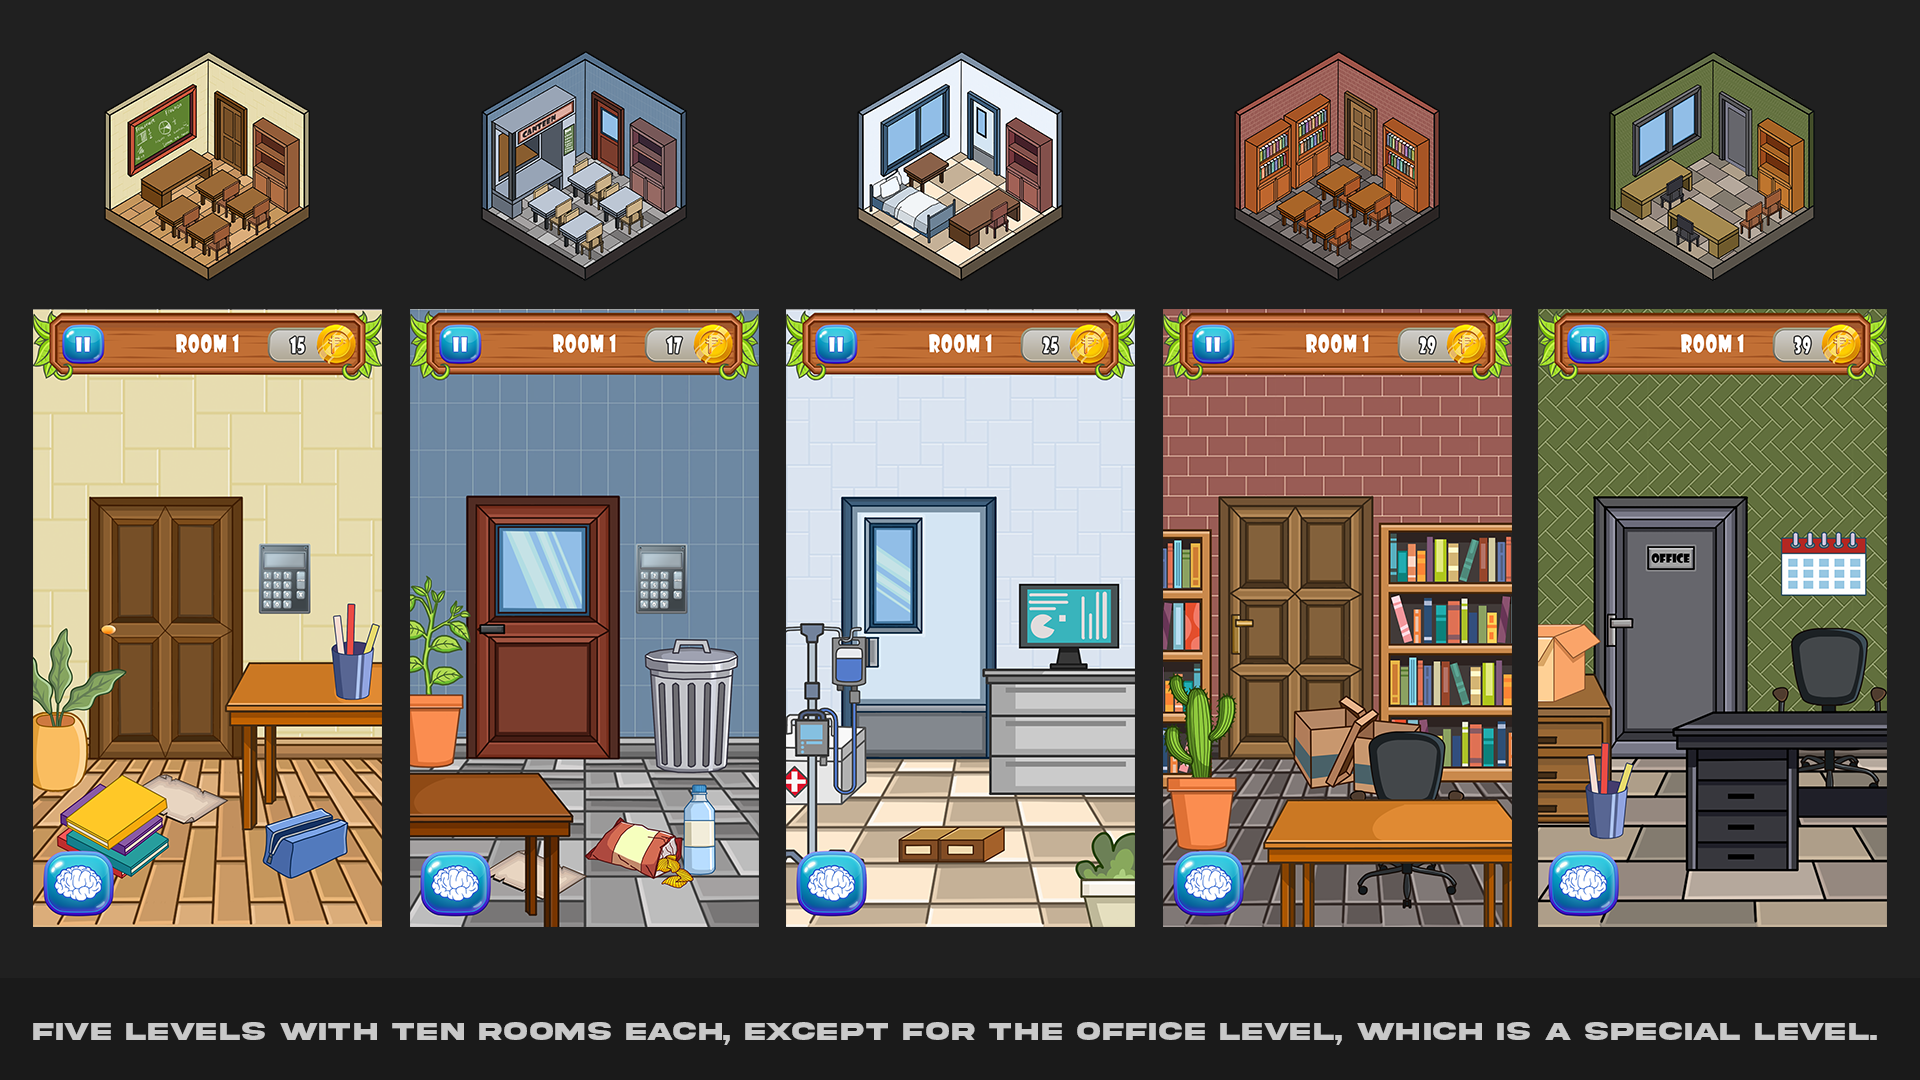 CANTEEN
ROOM 1
15
ROOM 1
17
ROOM 1
25
ROOM 1
29
ROOM 1
39
OFFICE
FIVE LEVELS WITH TEN ROOMS EACH, EXCEPT FOR THE OFFICE LEVEL, WHICH IS A SPECIAL LEVEL.